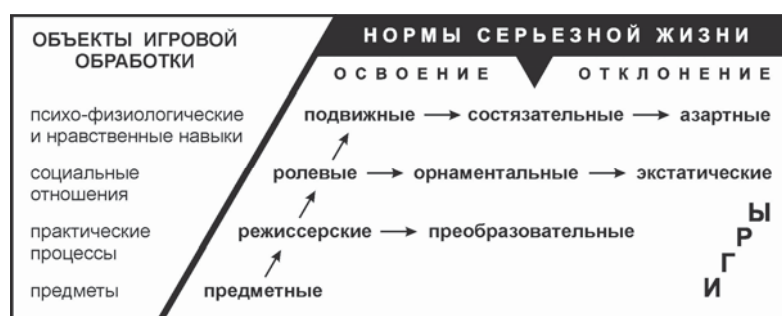 ОБЪЕКТЫ ИГРОВОЙ
ОБРАБОТКИ
НОРМЫ СЕРЬЕЗНОЙ ЖИЗНИ
ОСВОЕНИЕ ОТКЛОНЕНИЕ
психо-физиологические
и нравственные навыки
подвижные состязательные азартные
социальные
отношения
ролевые орнаментальные экстатические
практические
процессы
режиссерские преобразовательные
предметы
предметные
ИГРЫ